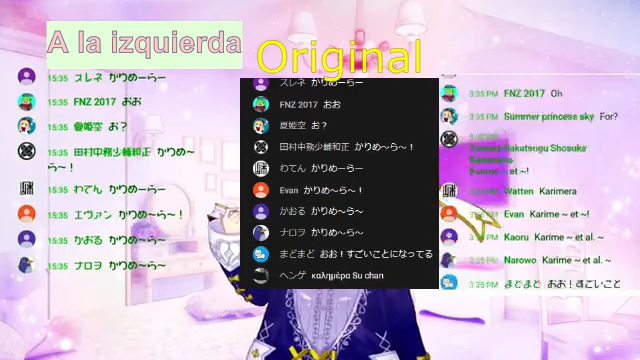 A la izquierda
Original
15:35 スレネ かりめーらー
15:35 FNZ 2017 おお
15:35 夏姫空 お？
15:35 田村中務少輔和正 かりめ〜
ら〜！
15:35 わてん かりめーらー
15:35 エヴァン かりめ〜ら〜！
15:35 かおる かりめ〜ら〜
15:35 ナロヲ かりめ〜ら〜
スレネ かりめーらー
FNZ 2017 おお
夏姫空 お？
田村中務少輔和正 かりめ〜ら〜！
わてん かりめーらー
Evan かりめ〜ら〜！
かおる かりめ〜ら〜
ナロヲ かりめ〜ら〜
まどまど おお！すごいことになってる
ヘンゲ καλημέρα Su chan
3:35 PM FNZ 2017 Oh
3:35 PM Summer princess sky For?
Nakatsugu Shosuke
et ~!
Watten Karimera
3:35 PM Evan Karime ~ et ~!
3:35 PM Kaoru Karime ~ et al. ~
3:35 PM Narowo Karime ~ et al. ~
3:35 PM まどまど おお！すごいこと